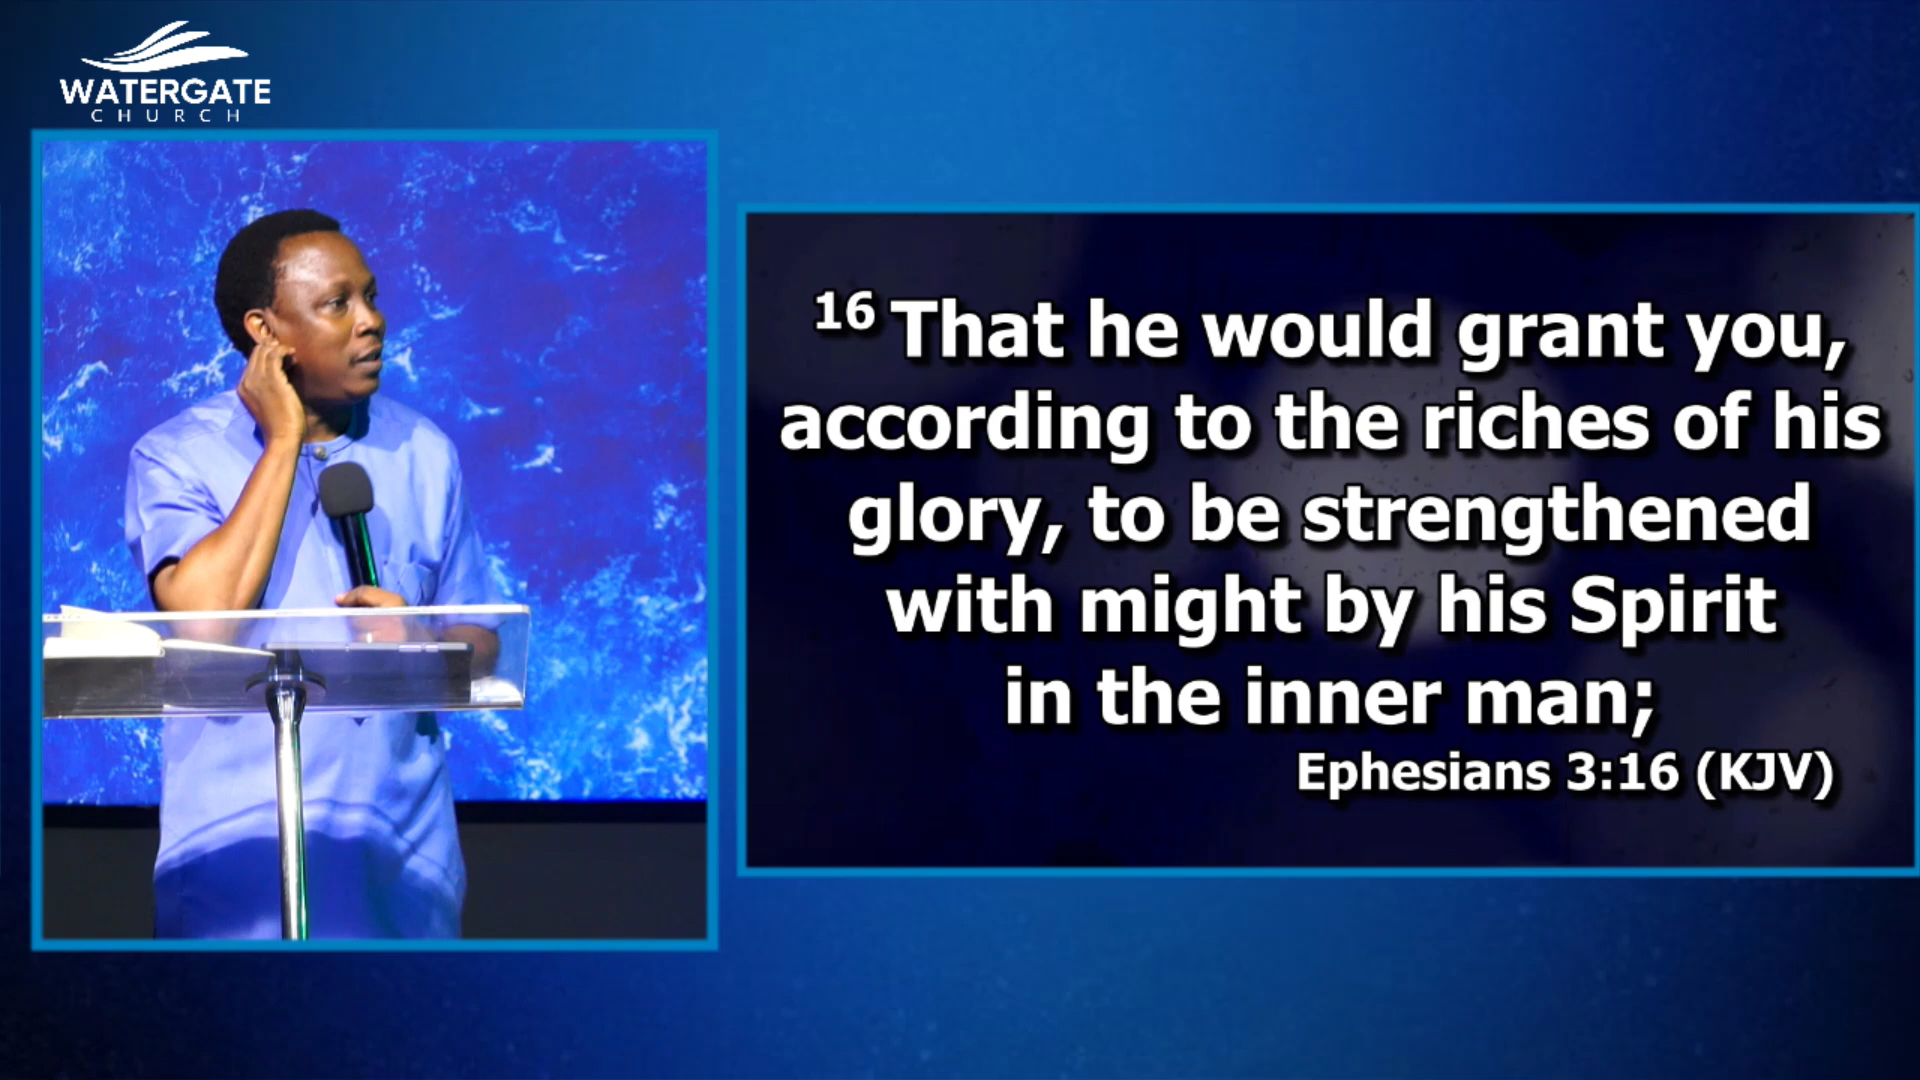 WATERGATE
CHURCH
16 That he would grant you,
according to the riches of his
glory, to be strengthened
with might by his Spirit
in the inner man;
Ephesians 3:16 (KJV)